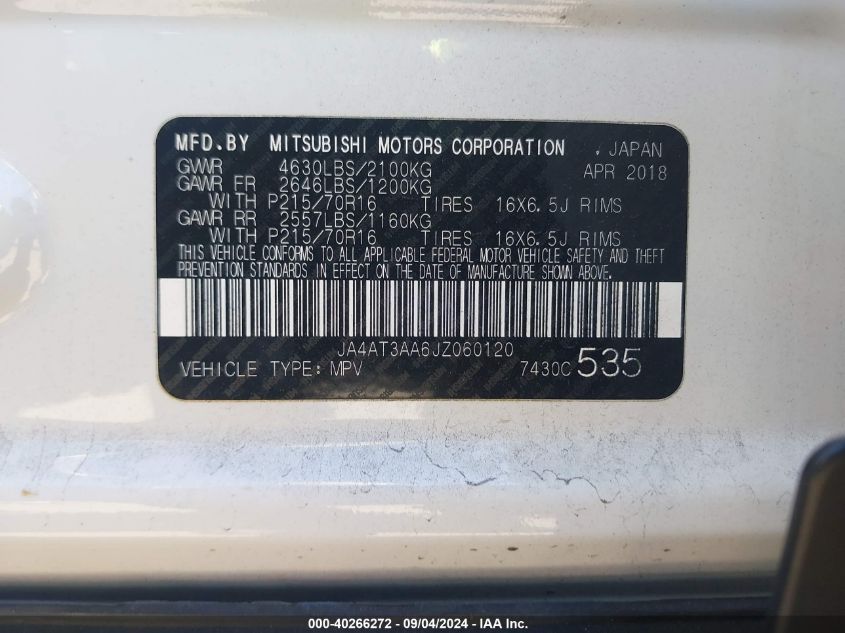 MFD.BY MITSUBISHI MOTORS CORPORATION . JAPAN
GVWR 4630LBS/2100KG APR 2018
GAWR FR 2646LBS/1200KG
WITH P215/70R16 TIRES 16X6.5J RIMS
GAWR RR 2557LBS/1160KG
WITH P215/70R16 TIRES 16X6.5J RIMS
THIS VEHICLE CONFORMS TO ALL APPLICABLE FEDERAL MOTOR VEHICLE SAFETY AND THEFT
PREVENTION STANDARDS IN EFFECT ON THE DATE OF MANUFACTURE SHOWN ABOVE.
JA4AT3AA6JZ060120
VEHICLE TYPE: MPV 7430C 535
000-40266272 - 09/04/2024 - IAA Inc.